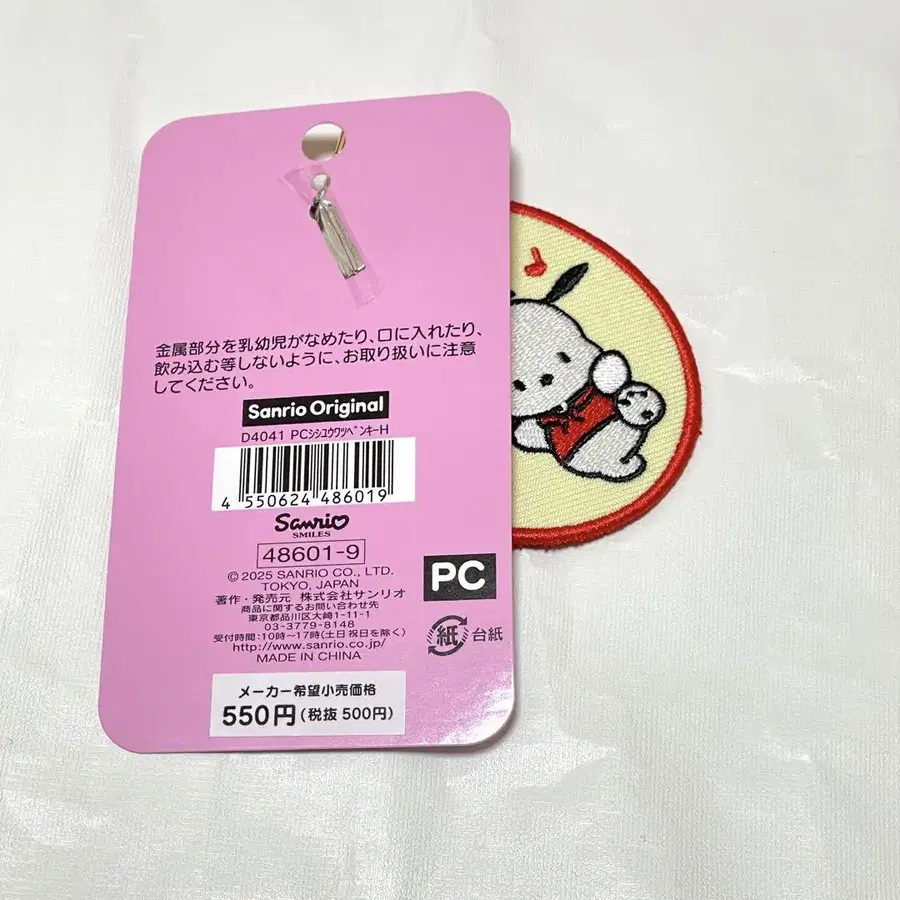 金属部分を乳幼児がなめたり、口に入れたり、
飲み込む等しないように、お取り扱いに注意
してください。
Sanrio Original
D4041 PCシシユウワツペンキーH
4 550624 486019
Sanrio
SMILES
48601-9
© 2025 SANRIO CO., LTD.
TOKYO, JAPAN
著作・発売元 株式会社サンリオ
商品に関するお問い合わせ先
東京都品川区大崎1-11-1
03-3779-8148
受付時間:10時~17時(土日祝日を除く)
http://www.sanrio.co.jp/
MADE IN CHINA
PC
紙 台紙
メーカー希望小売価格
550円(税抜 500円)